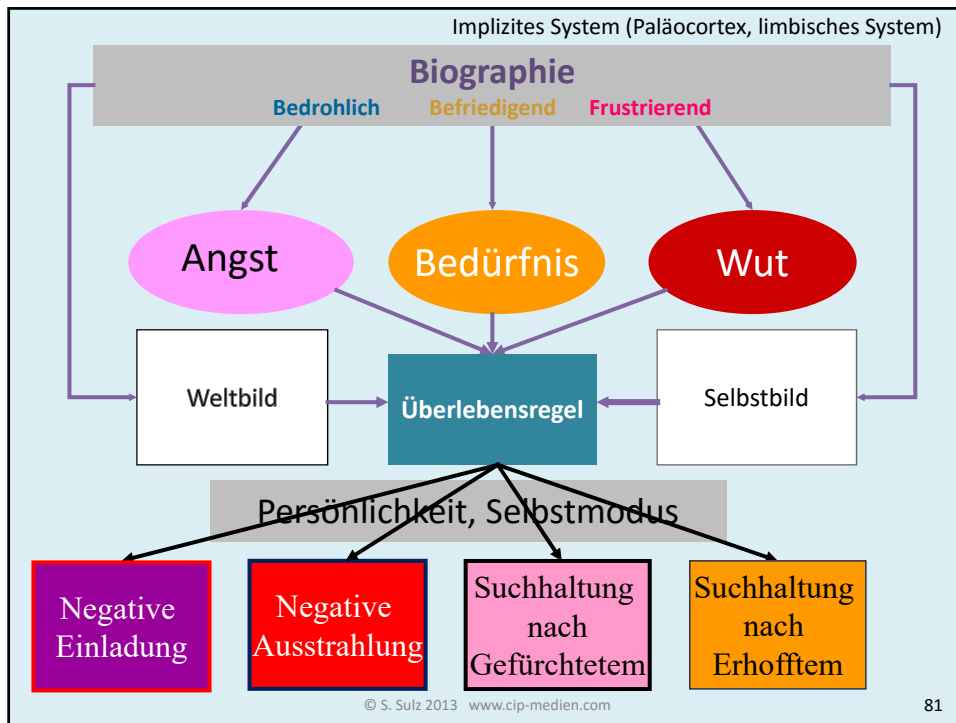 Implizites System (Paläocortex, limbisches System)
Biographie
Bedrohlich Befriedigend Frustrierend
Angst Bedürfnis Wut
Weltbild Überlebensregel Selbstbild
Persönlichkeit, Selbstmodus
Negative
Einladung
Negative
Ausstrahlung
Suchhaltung
nach
Gefürchtetem
Suchhaltung
nach
Erhofftem
© S. Sulz 2013 www.cip-medien.com
81